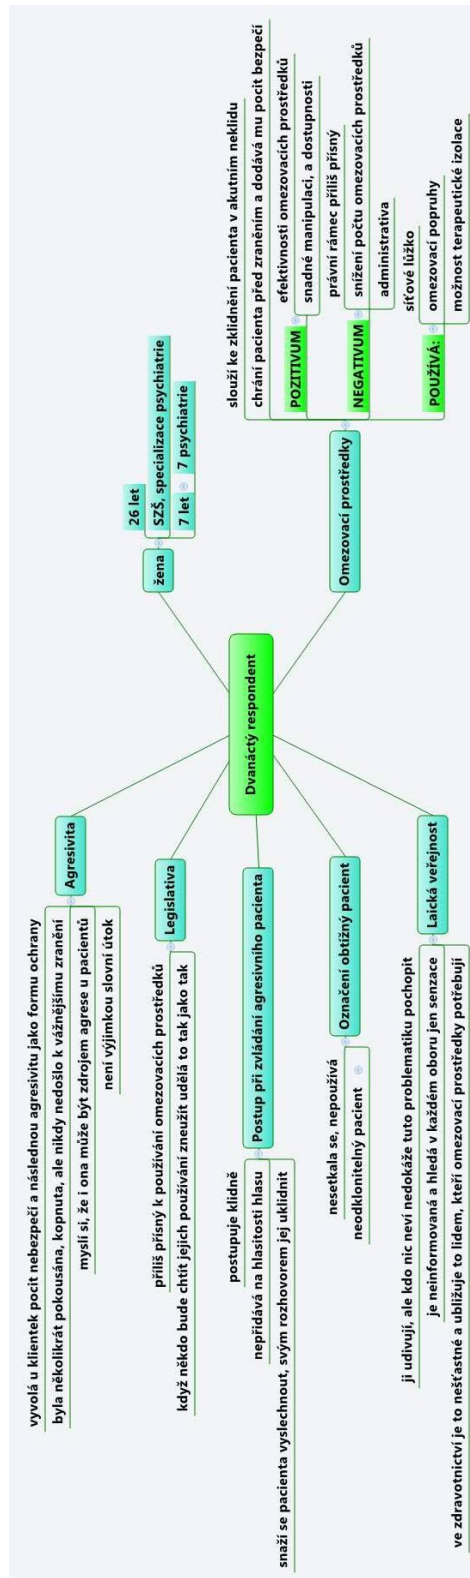 Dvanáctý respondent
žena
26 let
SZŠ, specializace psychiatrie
7 let
7 psychiatrie
Omezovací prostředky
slouží ke zklidnění pacienta v akutním neklidu
chrání pacienta před zraněním a dodává mu pocit bezpečí
POZITIVUM
efektivnosti omezovacích prostředků
snadné manipulaci, a dostupnosti
NEGATIVUM
právní rámec příliš přísný
snížení počtu omezovacích prostředků
administrativa
POUŽÍVÁ:
síťové lůžko
omezovací popruhy
možnost terapeutické izolace
Agresivita
vyvolá u klientek pocit nebezpečí a následnou agresivitu jako formu ochrany
byla několikrát pokousána, kopnuta, ale nikdy nedošlo k vážnějšímu zranění
myslí si, že i ona může být zdrojem agrese u pacientů
není výjimkou slovní útok
Legislativa
příliš přísný k používání omezovacích prostředků
když někdo bude chtít jejich používání zneužít udělá to tak jako tak
Postup při zvládání agresivního pacienta
postupuje klidně
nepřidává na hlasitosti hlasu
snaží se pacienta vyslechnout, svým rozhovorem jej uklidnit
Označení obtížný pacient
nesetkala se, nepoužívá
neodklonitelný pacient
Laická veřejnost
ji udivují, ale kdo nic neví nedokáže tuto problematiku pochopit
je neinformovaná a hledá v každém oboru jen senzace
ve zdravotnictví je to nešťastné a ubližuje to lidem, kteří omezovací prostředky potřebují